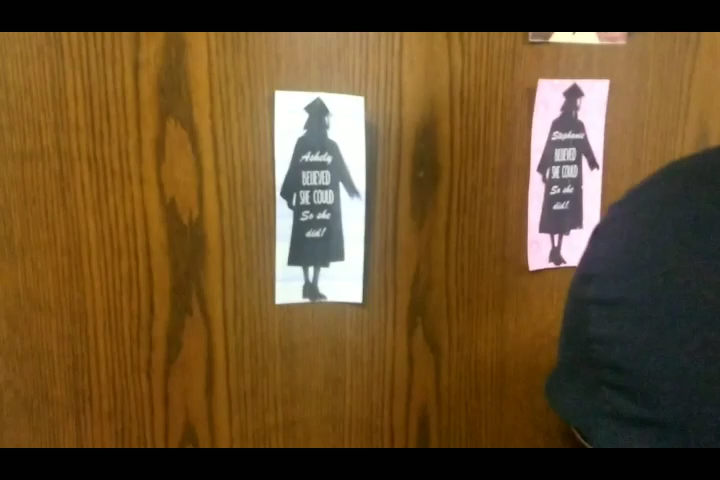 Ashely
BELIEVED
SHE COULD
So she
did!
Stephanie
BELIEVED
SHE COULD
So she
did!